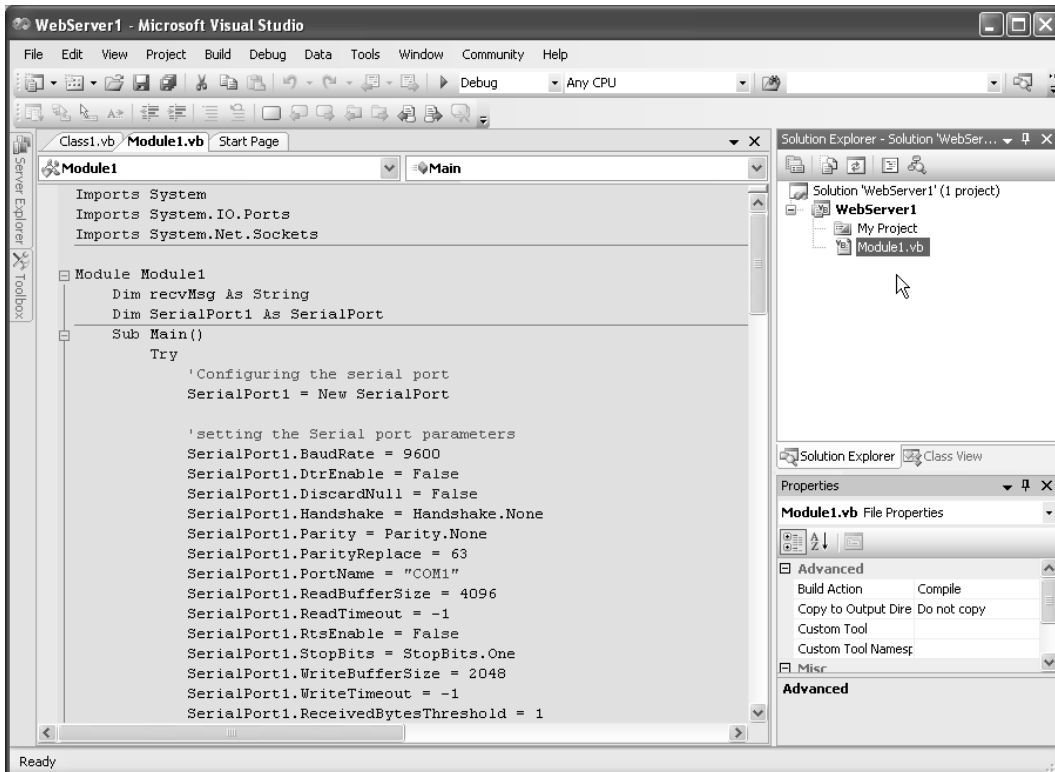 WebServer1 - Microsoft Visual Studio
File Edit View Project Build Debug Data Tools Window Community Help
Debug Any CPU
Class1.vb Module1.vb Start Page
Module1 Main
Server Explorer
Toolbox
Imports System
Imports System.IO.Ports
Imports System.Net.Sockets
Module Module1
Dim recvMsg As String
Dim SerialPort1 As SerialPort
Sub Main()
Try
'Configuring the serial port
SerialPort1 = New SerialPort
'setting the Serial port parameters
SerialPort1.BaudRate = 9600
SerialPort1.DtrEnable = False
SerialPort1.DiscardNull = False
SerialPort1.Handshake = Handshake.None
SerialPort1.Parity = Parity.None
SerialPort1.ParityReplace = 63
SerialPort1.PortName = "COM1"
SerialPort1.ReadBufferSize = 4096
SerialPort1.ReadTimeout = -1
SerialPort1.RtsEnable = False
SerialPort1.StopBits = StopBits.One
SerialPort1.WriteBufferSize = 2048
SerialPort1.WriteTimeout = -1
SerialPort1.ReceivedBytesThreshold = 1
Solution Explorer - Solution 'WebSer...
Solution 'WebServer1' (1 project)
WebServer1
My Project
Module1.vb
Solution Explorer Class View
Properties
Module1.vb File Properties
Advanced
Build Action Compile
Copy to Output Dire Do not copy
Custom Tool
Custom Tool Namesp
Misc
Advanced
Ready